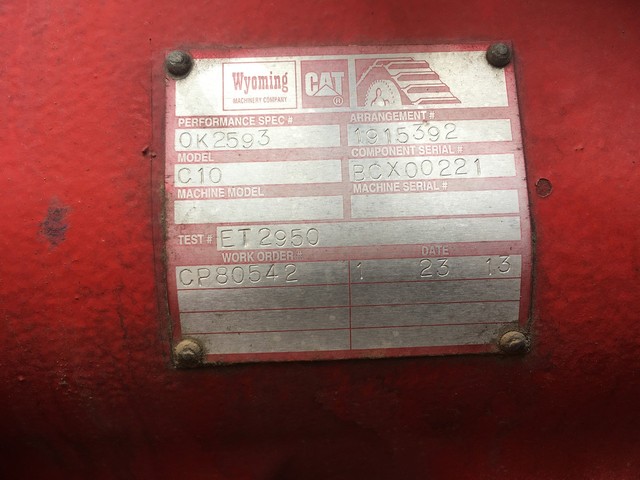 Wyoming
MACHINERY COMPANY
CAT
®
PERFORMANCE SPEC # ARRANGEMENT #
0K2593 1915392
MODEL COMPONENT SERIAL #
C10 BCX00221
MACHINE MODEL MACHINE SERIAL #
TEST # ET2950
WORK ORDER # DATE
CP80542 1 23 13